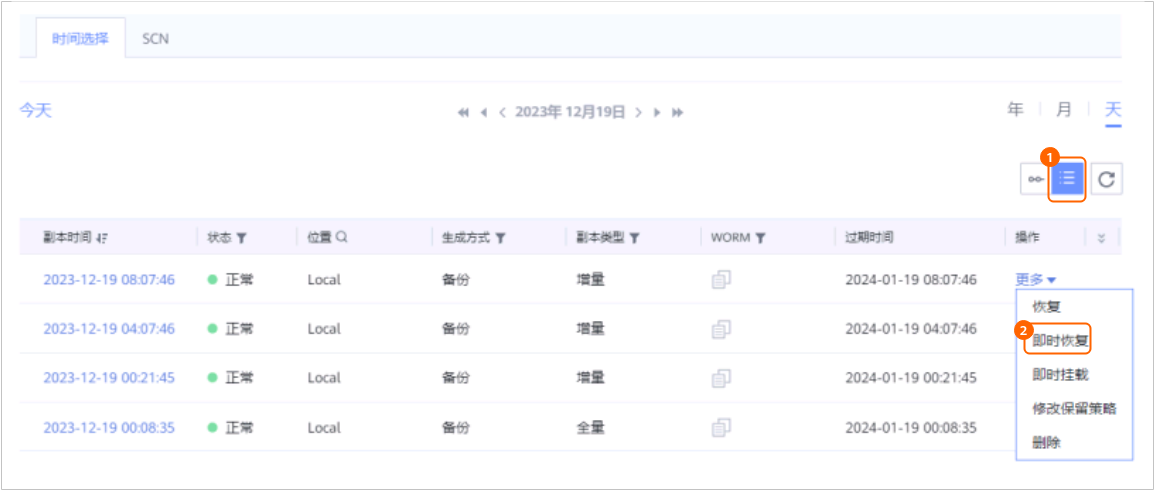 时间选择 SCN
今天 2023年 12月19日 年 月 天
1
副本时间 状态 位置 生成方式 副本类型 WORM 过期时间 操作
2023-12-19 08:07:46 正常 Local 备份 增量 2024-01-19 08:07:46 更多
恢复
2023-12-19 04:07:46 正常 Local 备份 增量 2024-01-19 04:07:46
2 即时恢复
2023-12-19 00:21:45 正常 Local 备份 增量 2024-01-19 00:21:45 即时挂载
修改保留策略
2023-12-19 00:08:35 正常 Local 备份 全量 2024-01-19 00:08:35
删除